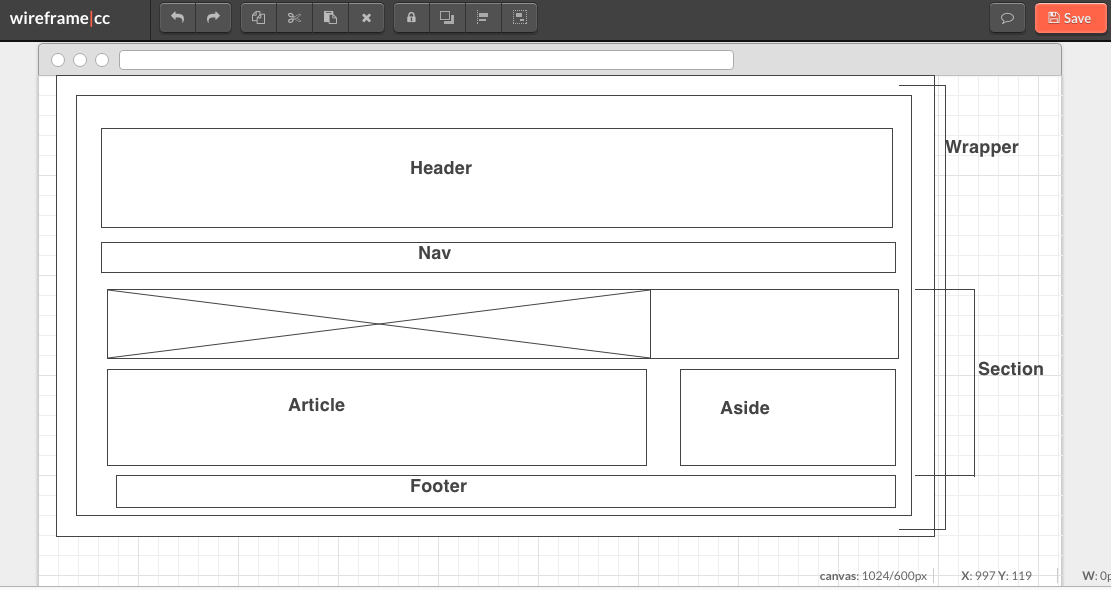 wireframe|cc
Save
Wrapper
Header
Nav
Section
Article
Aside
Footer
canvas: 1024/600px
X: 997 Y: 119
W: 0p